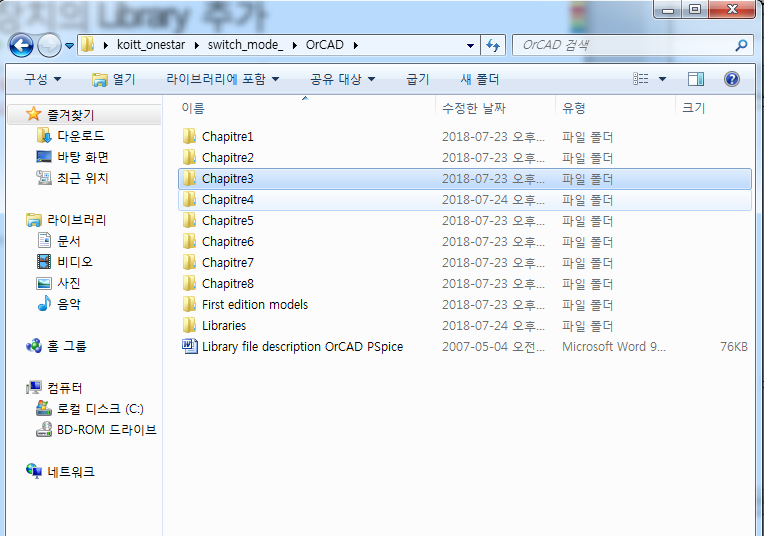 장치의 Library 추가
koitt_onestar switch_mode_ OrCAD OrCAD 검색
구성 열기 라이브러리에 포함 공유 대상 굽기 새 폴더
즐겨찾기
다운로드
바탕 화면
최근 위치
라이브러리
문서
비디오
사진
음악
홈 그룹
컴퓨터
로컬 디스크 (C:)
BD-ROM 드라이브
네트워크
이름 수정한 날짜 유형 크기
Chapitre1 2018-07-23 오후... 파일 폴더
Chapitre2 2018-07-23 오후... 파일 폴더
Chapitre3 2018-07-23 오후... 파일 폴더
Chapitre4 2018-07-24 오후... 파일 폴더
Chapitre5 2018-07-23 오후... 파일 폴더
Chapitre6 2018-07-23 오후... 파일 폴더
Chapitre7 2018-07-23 오후... 파일 폴더
Chapitre8 2018-07-23 오후... 파일 폴더
First edition models 2018-07-23 오후... 파일 폴더
Libraries 2018-07-24 오후... 파일 폴더
Library file description OrCAD PSpice 2007-05-04 오전... Microsoft Word 9... 76KB